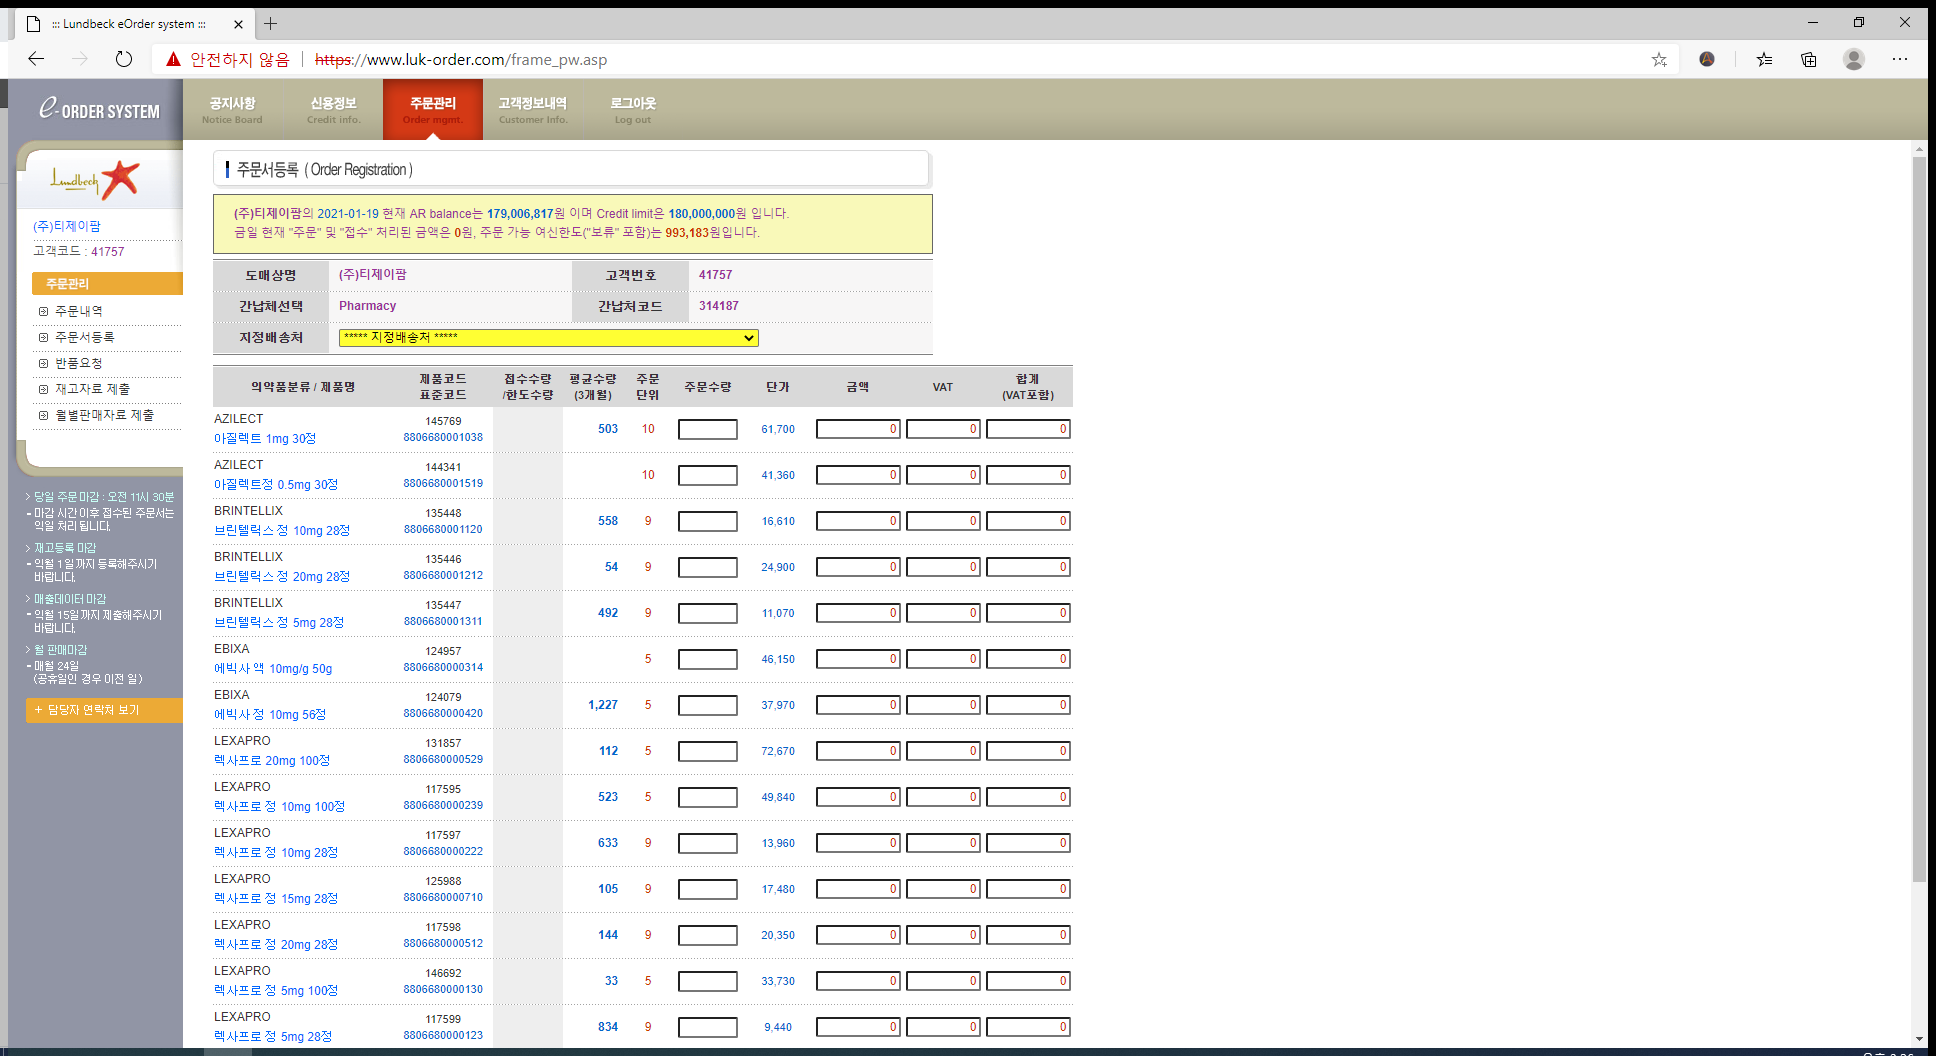 ::: Lundbeck eOrder system :::
안전하지 않음 https://www.luk-order.com/frame_pw.asp
e-ORDER SYSTEM
공지사항 신용정보 주문관리 고객정보내역 로그아웃
Notice Board Credit info. Order mgmt. Customer Info. Log out
Lundbeck
(주)티제이팜
고객코드 : 41757
주문관리
주문내역
주문서등록
반품요청
재고자료 제출
월별판매자료 제출
> 당일 주문 마감 : 오전 11시 30분
- 마감 시간 이후 접수된 주문서는
익일 처리 됩니다.
> 재고등록 마감
- 익월 1일 까지 등록해주시기
바랍니다.
> 매출데이터 마감
- 익월 15일 까지 제출해주시기
바랍니다.
> 월 판매마감
- 매월 24일
(공휴일인 경우 이전 일)
+ 담당자 연락처 보기
주문서등록 ( Order Registration )
(주)티제이팜의 2021-01-19 현재 AR balance는 179,006,817원 이며 Credit limit은 180,000,000원 입니다.
금일 현재 "주문" 및 "접수" 처리된 금액은 0원, 주문 가능 여신한도("보류" 포함)는 993,183원입니다.
도매상명 (주)티제이팜 고객번호 41757
간납체선택 Pharmacy 간납처코드 314187
지정배송처 ***** 지정배송처 *****
의약품분류 / 제품명 제품코드 표준코드 접수수량 /한도수량 평균수량 (3개월) 주문 단위 주문수량 단가 금액 VAT 합계 (VAT포함)
AZILECT 145769
아질렉트 1mg 30정 8806680001038 503 10 61,700 0 0 0
AZILECT 144341
아질렉트정 0.5mg 30정 8806680001519 10 41,360 0 0 0
BRINTELLIX 135448
브린텔릭스 정 10mg 28정 8806680001120 558 9 16,610 0 0 0
BRINTELLIX 135446
브린텔릭스 정 20mg 28정 8806680001212 54 9 24,900 0 0 0
BRINTELLIX 135447
브린텔릭스 정 5mg 28정 8806680001311 492 9 11,070 0 0 0
EBIXA 124957
에빅사 액 10mg/g 50g 8806680000314 5 46,150 0 0 0
EBIXA 124079
에빅사 정 10mg 56정 8806680000420 1,227 5 37,970 0 0 0
LEXAPRO 131857
렉사프로 20mg 100정 8806680000529 112 5 72,670 0 0 0
LEXAPRO 117595
렉사프로 정 10mg 100정 8806680000239 523 5 49,840 0 0 0
LEXAPRO 117597
렉사프로 정 10mg 28정 8806680000222 633 9 13,960 0 0 0
LEXAPRO 125988
렉사프로 정 15mg 28정 8806680000710 105 9 17,480 0 0 0
LEXAPRO 117598
렉사프로 정 20mg 28정 8806680000512 144 9 20,350 0 0 0
LEXAPRO 146692
렉사프로 정 5mg 100정 8806680000130 33 5 33,730 0 0 0
LEXAPRO 117599
렉사프로 정 5mg 28정 8806680000123 834 9 9,440 0 0 0